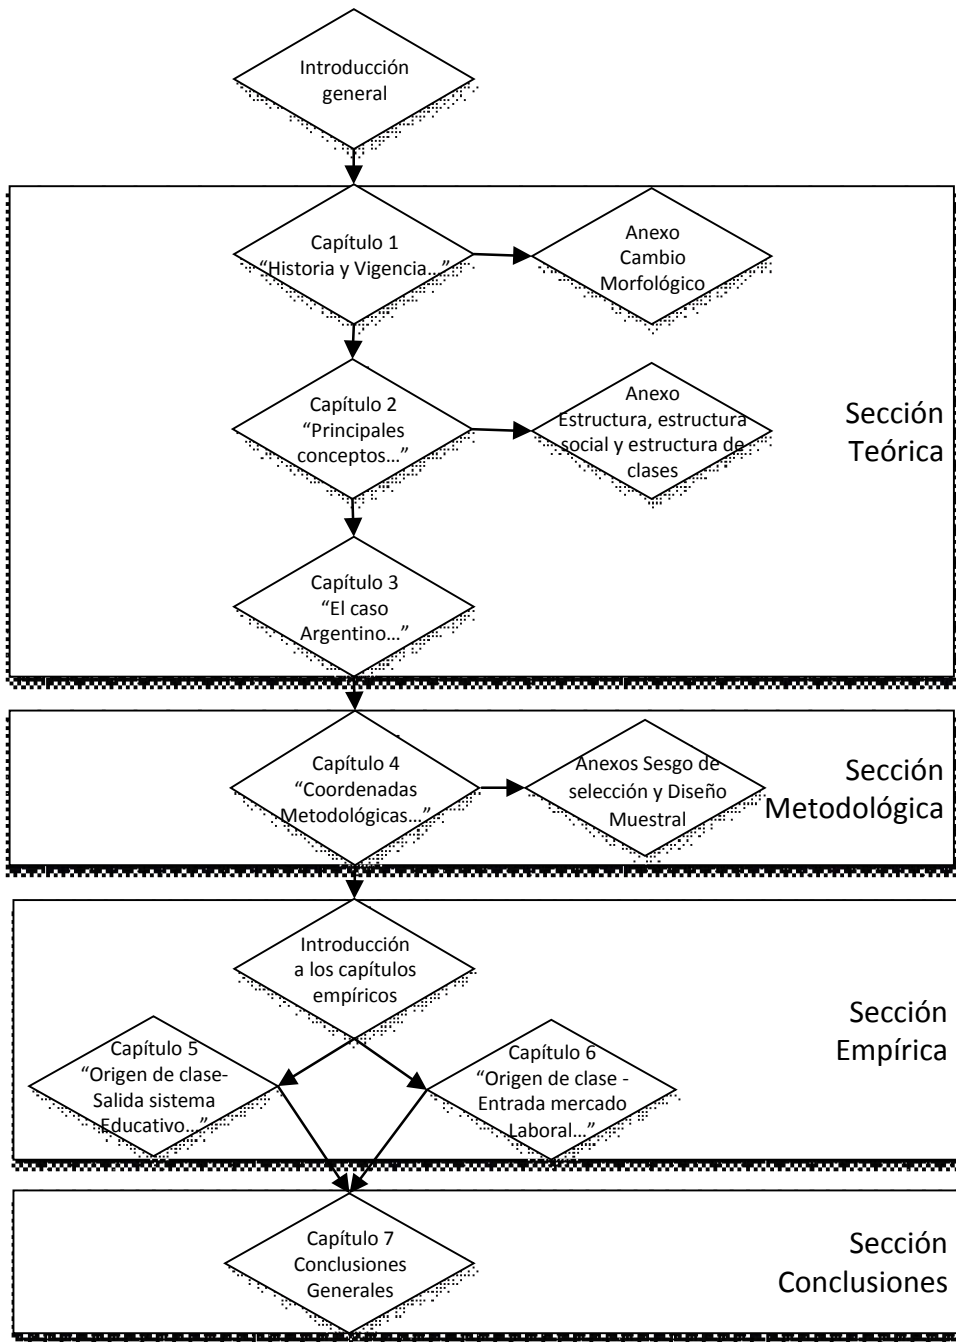 Introducción
general
Capítulo 1
“Historia y Vigencia…”
Anexo
Cambio
Morfológico
Capítulo 2
“Principales
conceptos…”
Anexo
Estructura, estructura
social y estructura de
clases
Sección
Teórica
Capítulo 3
“El caso
Argentino…”
Capítulo 4
“Coordenadas
Metodológicas…”
Anexos Sesgo de
selección y Diseño
Muestral
Sección
Metodológica
Introducción
a los capítulos
empíricos
Sección
Empírica
Capítulo 5
“Origen de clase-
Salida sistema
Educativo…”
Capítulo 6
“Origen de clase -
Entrada mercado
Laboral…”
Capítulo 7
Conclusiones
Generales
Sección
Conclusiones